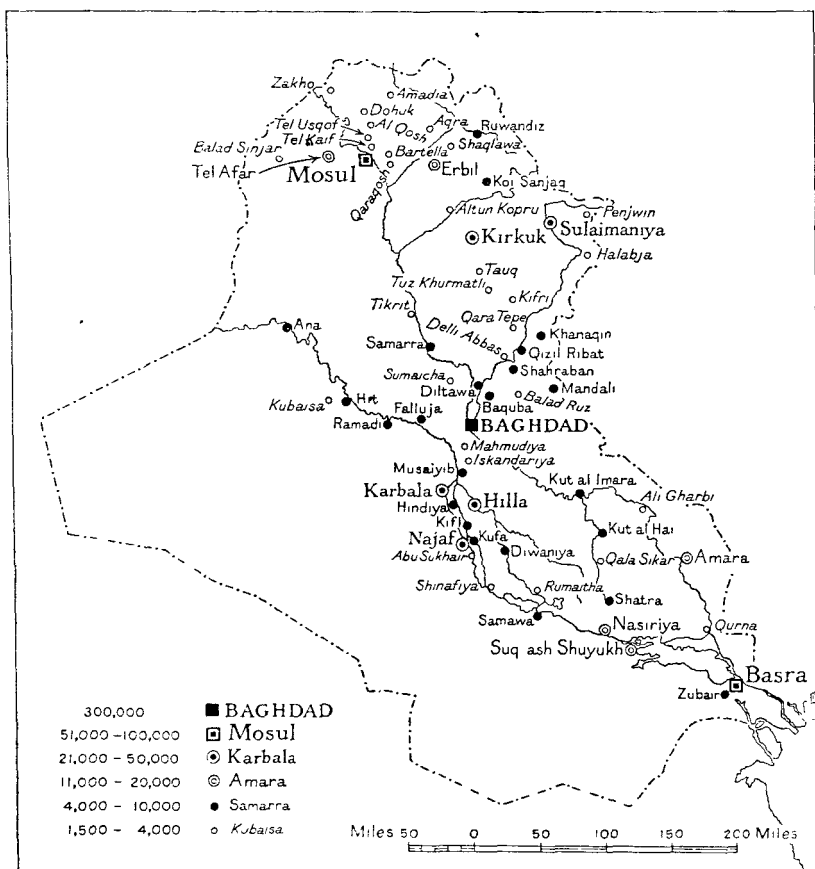 Zakho
Amadia
Dohuk
Tel Usqof
Al Qosh
Aqra
Ruwandiz
Tel Kaif
Shaqlawa
Balad Sinjar
Bartella
Tel Afar
Mosul
Erbil
Qaraqosh
Koi Sanjaq
Altun Kopru
Penjwin
Kirkuk
Sulaimaniya
Halabja
Tauq
Tuz Khurmatli
Kifri
Tikrit
Qara Tepe
Ana
Delli Abbas
Khanaqin
Samarra
Qizil Ribat
Shahraban
Sumaicha
Diltawa
Mandali
Kubaisa
Hit
Baquba
Balad Ruz
Falluja
Ramadi
BAGHDAD
Mahmudiya
Iskandariya
Musaiyib
Kut al Imara
Karbala
Hilla
Ali Gharbi
Hindiya
Kifl
Kut al Hai
Najaf
Kufa
Diwaniya
Abu Sukhair
Qala Sikar
Amara
Shinafiya
Rumaitha
Shatra
Samawa
Nasiriya
Qurna
Suq ash Shuyukh
Basra
Zubair
300,000 BAGHDAD
51,000 – 100,000 Mosul
21,000 – 50,000 Karbala
11,000 – 20,000 Amara
4,000 – 10,000 Samarra
1,500 – 4,000 Kubaisa
Miles 50 0 50 100 150 200 Miles